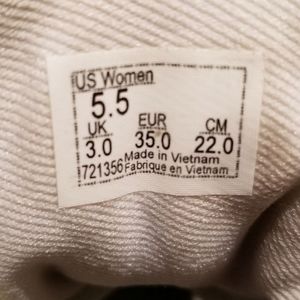 US Women
5.5
UK EUR CM
3.0 35.0 22.0
Made in Vietnam
721356 Fabrique en Vietnam